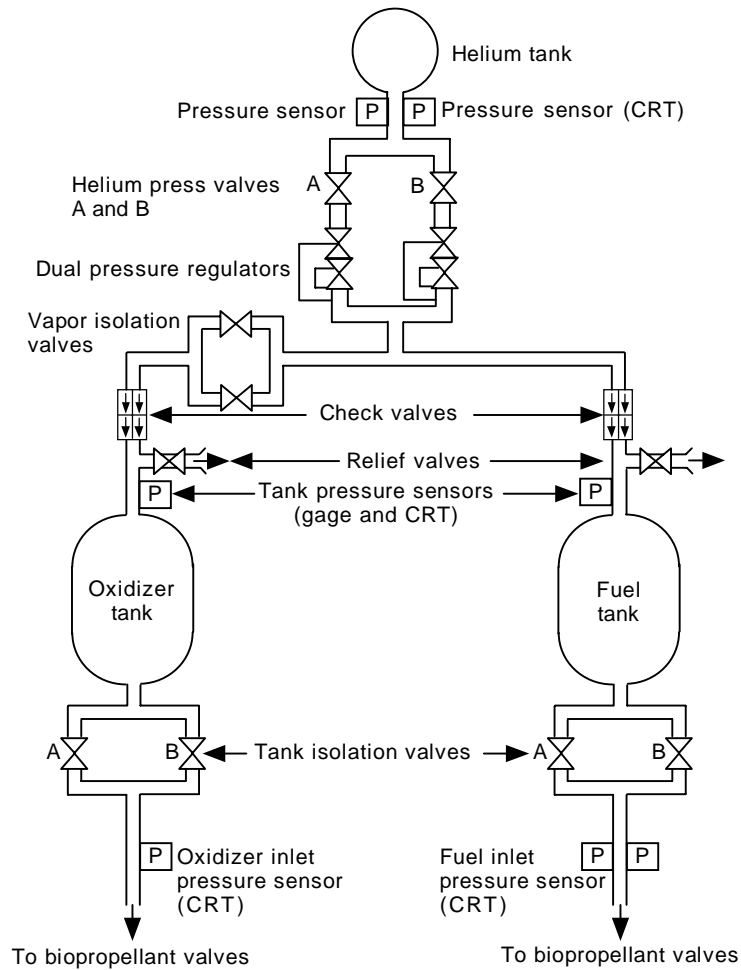 Helium tank
Pressure sensor P P Pressure sensor (CRT)
Helium press valves
A and B
A B
Dual pressure regulators
Vapor isolation
valves
Check valves
Relief valves
P Tank pressure sensors P
(gage and CRT)
Oxidizer
tank
Fuel
tank
A B Tank isolation valves A B
P Oxidizer inlet
pressure sensor
(CRT)
Fuel inlet P P
pressure sensor
(CRT)
To biopropellant valves
To biopropellant valves